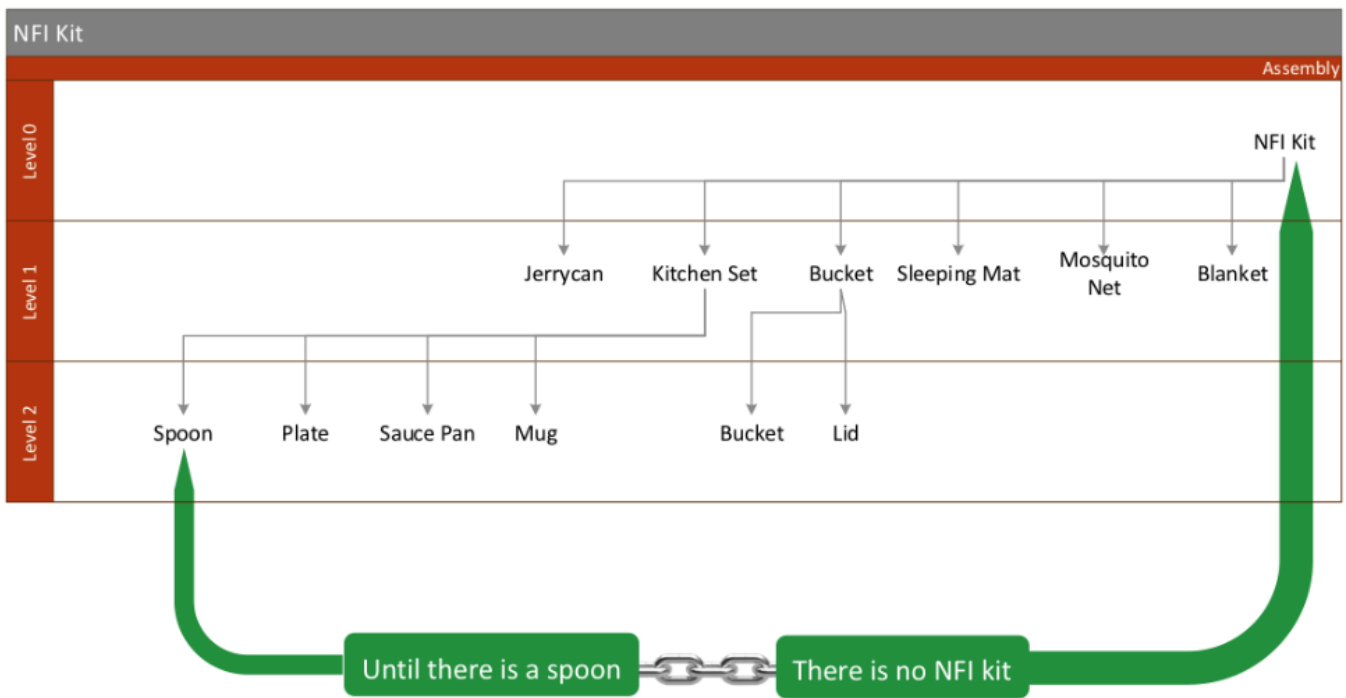 NFI Kit
Assembly
Level 0
NFI Kit
Level 1
Jerrycan
Kitchen Set
Bucket
Sleeping Mat
Mosquito
Net
Blanket
Level 2
Spoon
Plate
Sauce Pan
Mug
Bucket
Lid
Until there is a spoon
There is no NFI kit